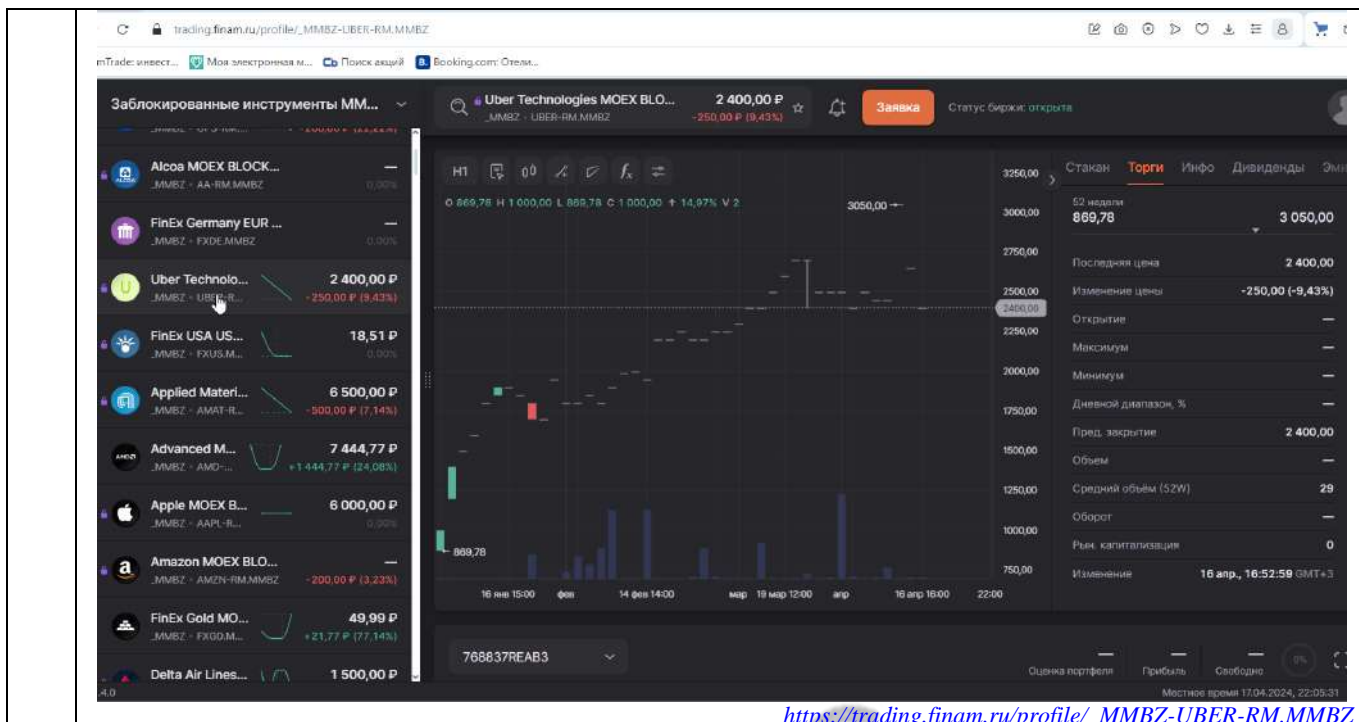 trading.finam.ru/profile/_MMBZ-UBER-RM.MMBZ
mTrade: инвест... Моя электронная м... Сb Поиск акций B. Booking.com: Отели...
Заблокированные инструменты MM...
Uber Technologies MOEX BLO... 2 400,00 ₽
_MMBZ - UBER-RM.MMBZ -250,00 ₽ (9,43%)
Заявка
Статус биржи: открыта
Alcoa MOEX BLOCK... —
_MMBZ - AA-RM.MMBZ 0,00%
FinEx Germany EUR ... —
_MMBZ - FXDE.MMBZ 0,00%
Uber Technolo... 2 400,00 ₽
_MMBZ - UBER-R... -250,00 ₽ (9,43%)
FinEx USA US... 18,51 ₽
_MMBZ - FXUS.M... 0,00%
Applied Materi... 6 500,00 ₽
_MMBZ - AMAT-R... -500,00 ₽ (7,14%)
Advanced M... 7 444,77 ₽
_MMBZ - AMD-... +1 444,77 ₽ (24,08%)
Apple MOEX B... 6 000,00 ₽
_MMBZ - AAPL-R... 0,00%
Amazon MOEX BLO... —
_MMBZ - AMZN-RM.MMBZ -200,00 ₽ (3,23%)
FinEx Gold MO... 49,99 ₽
_MMBZ - FXGD.M... +21,77 ₽ (77,14%)
Delta Air Lines... 1 500,00 ₽
.4.0
H1
O 869,78 H 1 000,00 L 869,78 C 1 000,00 + 14,97% V 2
3050,00
869,78
3250,00
3000,00
2750,00
2500,00
2400,00
2250,00
2000,00
1750,00
1500,00
1250,00
1000,00
750,00
16 янв 15:00 фев 14 фев 14:00 мар 19 мар 12:00 апр 16 апр 16:00 22:00
Стакан Торги Инфо Дивиденды Эми
52 недели
869,78 3 050,00
Последняя цена 2 400,00
Изменение цены -250,00 (-9,43%)
Открытие —
Максимум —
Минимум —
Дневной диапазон, % —
Пред. закрытие 2 400,00
Объем —
Средний объём (52W) 29
Оборот —
Рын. капитализация 0
Изменение 16 апр., 16:52:59 GMT+3
768837REAB3
Оценка портфеля Прибыль Свободно 0%
Местное время 17.04.2024, 22:05:31
https://trading.finam.ru/profile/_MMBZ-UBER-RM.MMBZ